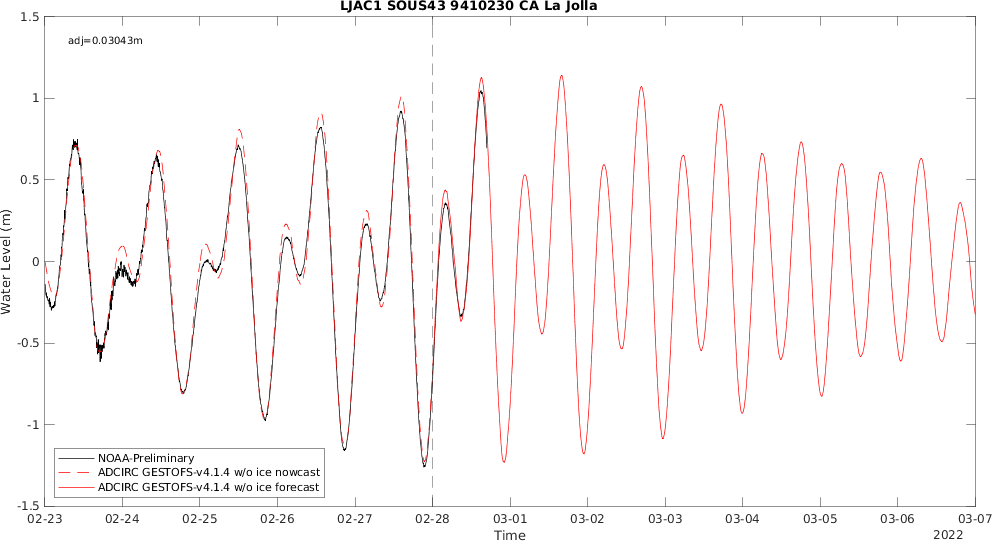 LJAC1 SOUS43 9410230 CA La Jolla
adj=0.03043m
1.5
1
0.5
0
-0.5
-1
-1.5
Water Level (m)
NOAA-Preliminary
ADCIRC GESTOFS-v4.1.4 w/o ice nowcast
ADCIRC GESTOFS-v4.1.4 w/o ice forecast
02-23 02-24 02-25 02-26 02-27 02-28 03-01 03-02 03-03 03-04 03-05 03-06 03-07
Time
2022